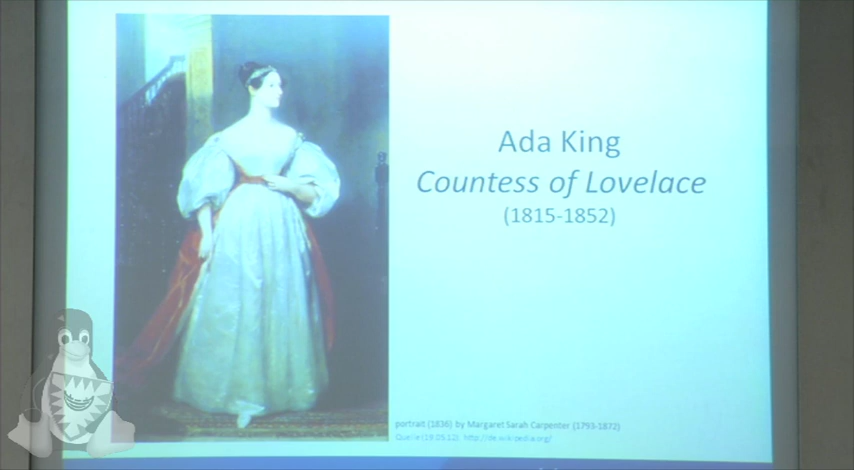 Ada King
Countess of Lovelace
(1815-1852)
portrait (1836) by Margaret Sarah Carpenter (1793-1872)
Quelle (19.05.12), http://de.wikipedia.org/